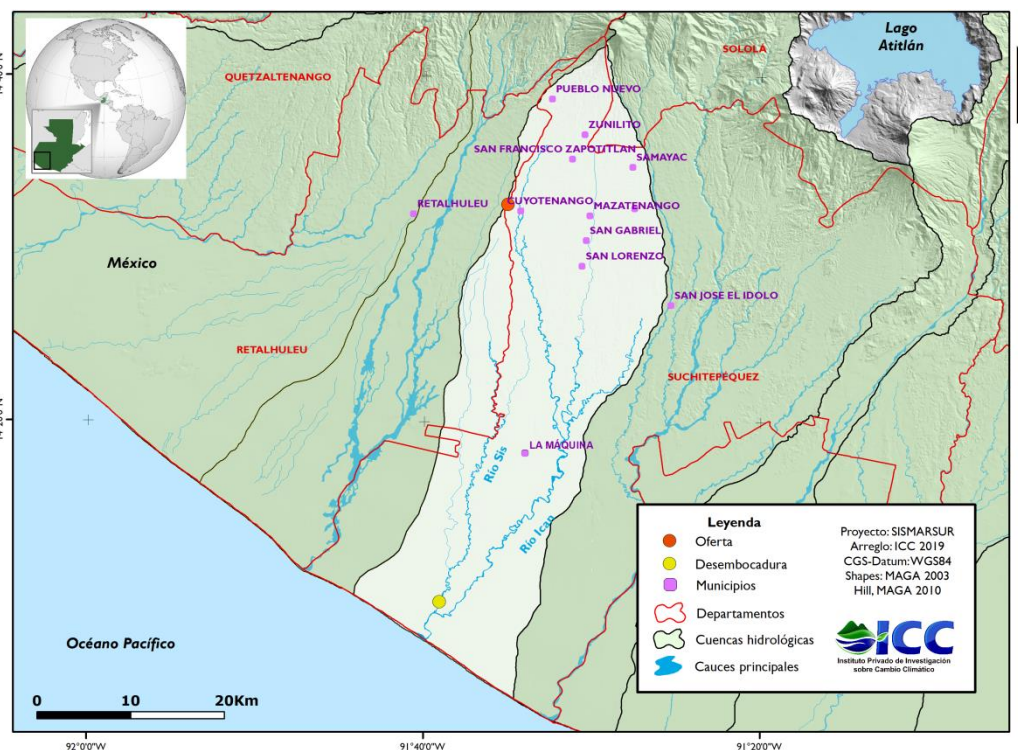 Lago
Atitlán
SOLOLA
QUETZALTENANGO
PUEBLO NUEVO
ZUNILITO
SAN FRANCISCO ZAPOTITLAN
SAMAYAC
RETALHULEU
CUYOTENANGO
MAZATENANGO
SAN GABRIEL
SAN LORENZO
México
SAN JOSE EL IDOLO
RETALHULEU
SUCHITEPÉQUEZ
LA MÁQUINA
Río Sis
Río Ican
Océano Pacífico
Leyenda
Oferta
Desembocadura
Municipios
Departamentos
Cuencas hidrológicas
Cauces principales
Proyecto: SISMARSUR
Arreglo: ICC 2019
CGS-Datum: WGS84
Shapes: MAGA 2003
Hill, MAGA 2010
ICC
Instituto Privado de Investigación
sobre Cambio Climático
0 10 20Km
92°0'0"W 91°40'0"W 91°20'0"W